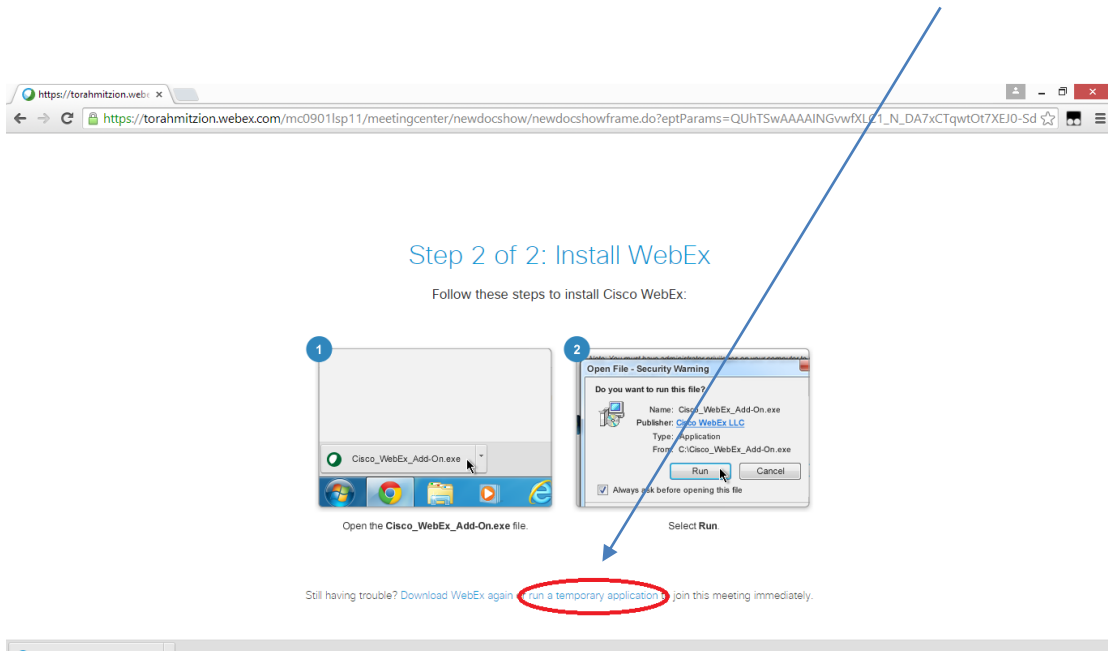 https://torahmitzion.webe
https://torahmitzion.webex.com/mc0901lsp11/meetingcenter/newdocshow/newdocshowframe.do?eptParams=QUhTSwAAAAINGvwfXLC1_N_DA7xCTqwtOt7XEJ0-Sd
Step 2 of 2: Install WebEx
Follow these steps to install Cisco WebEx:
1
Cisco_WebEx_Add-On.exe
Open the Cisco_WebEx_Add-On.exe file.
2
Open File - Security Warning
Do you want to run this file?
Name: Cisco_WebEx_Add-On.exe
Publisher: Cisco WebEx LLC
Type: Application
From: C:\Cisco_WebEx_Add-On.exe
Run Cancel
Always ask before opening this file
Select Run.
Still having trouble? Download WebEx again or run a temporary application to join this meeting immediately.